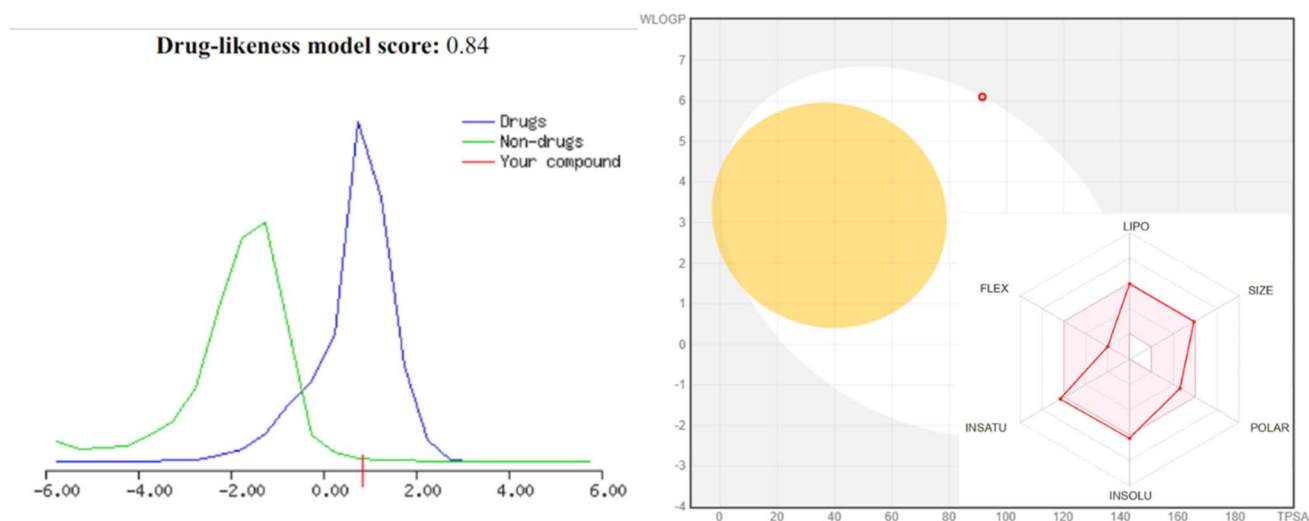 Drug-likeness model score: 0.84
Drugs
Non-drugs
Your compound
-6.00 -4.00 -2.00 0.00 2.00 4.00 6.00
WLOGP
7
6
5
4
3
2
1
0
-1
-2
-3
-4
LIPO
FLEX
SIZE
INSATU
POLAR
INSOLU
0 20 40 60 80 100 120 140 160 180 TPSA